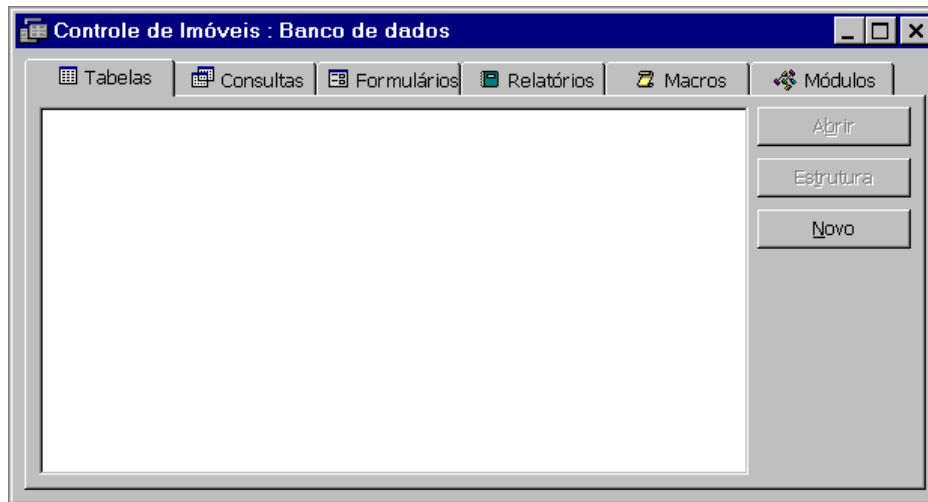 Controle de Imóveis : Banco de dados
Tabelas Consultas Formulários Relatórios Macros Módulos
Abrir
Estrutura
Novo